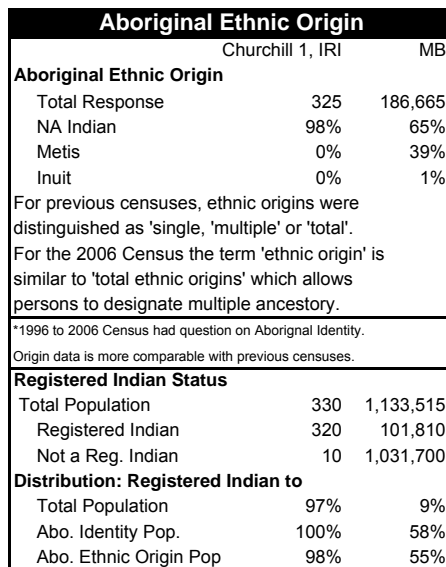 Aboriginal Ethnic Origin
Churchill 1, IRI MB
Aboriginal Ethnic Origin
Total Response 325 186,665
NA Indian 98% 65%
Metis 0% 39%
Inuit 0% 1%
For previous censuses, ethnic origins were
distinguished as 'single, 'multiple' or 'total'.
For the 2006 Census the term 'ethnic origin' is
similar to 'total ethnic origins' which allows
persons to designate multiple ancestory.
*1996 to 2006 Census had question on Aborignal Identity.
Origin data is more comparable with previous censuses.
Registered Indian Status
Total Population 330 1,133,515
Registered Indian 320 101,810
Not a Reg. Indian 10 1,031,700
Distribution: Registered Indian to
Total Population 97% 9%
Abo. Identity Pop. 100% 58%
Abo. Ethnic Origin Pop 98% 55%